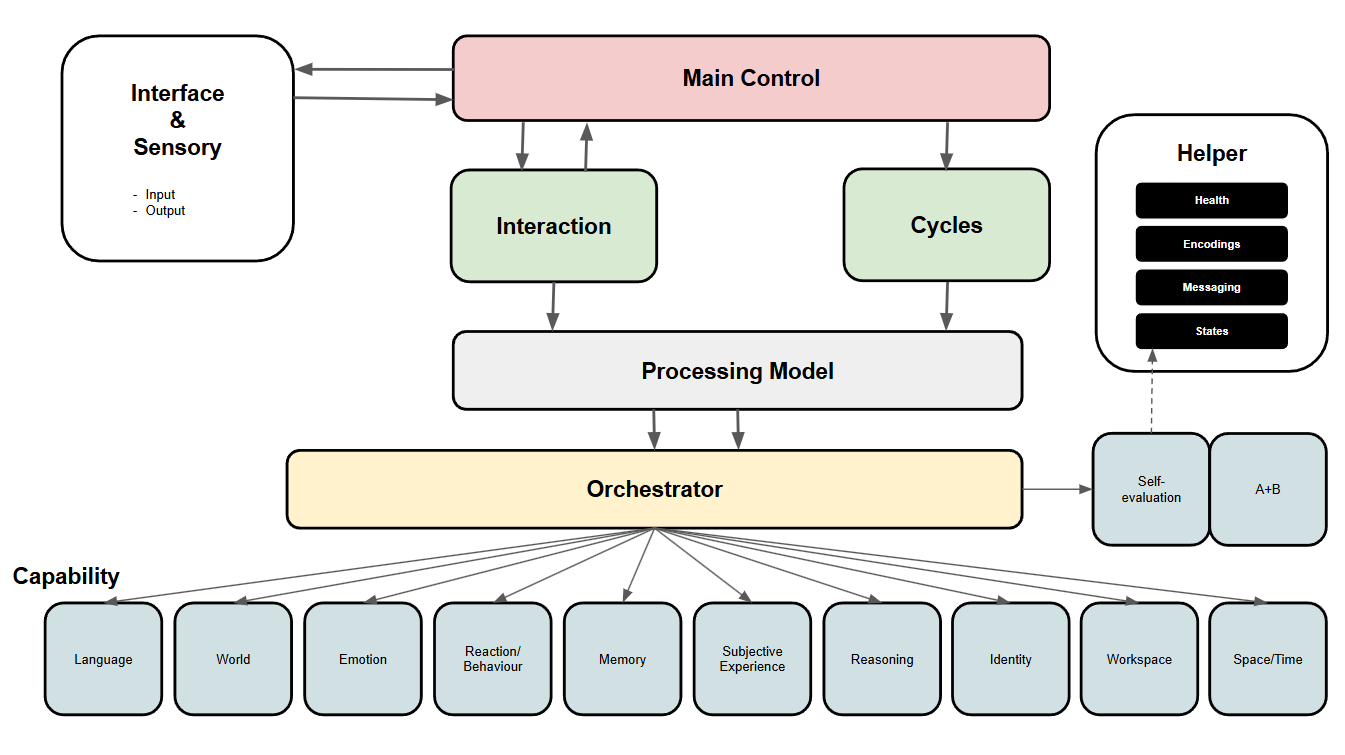 Interface
&
Sensory
- Input
- Output
Main Control
Interaction
Cycles
Helper
Health
Encodings
Messaging
States
Processing Model
Orchestrator
Self-
evaluation
A+B
Capability
Language
World
Emotion
Reaction/
Behaviour
Memory
Subjective
Experience
Reasoning
Identity
Workspace
Space/Time